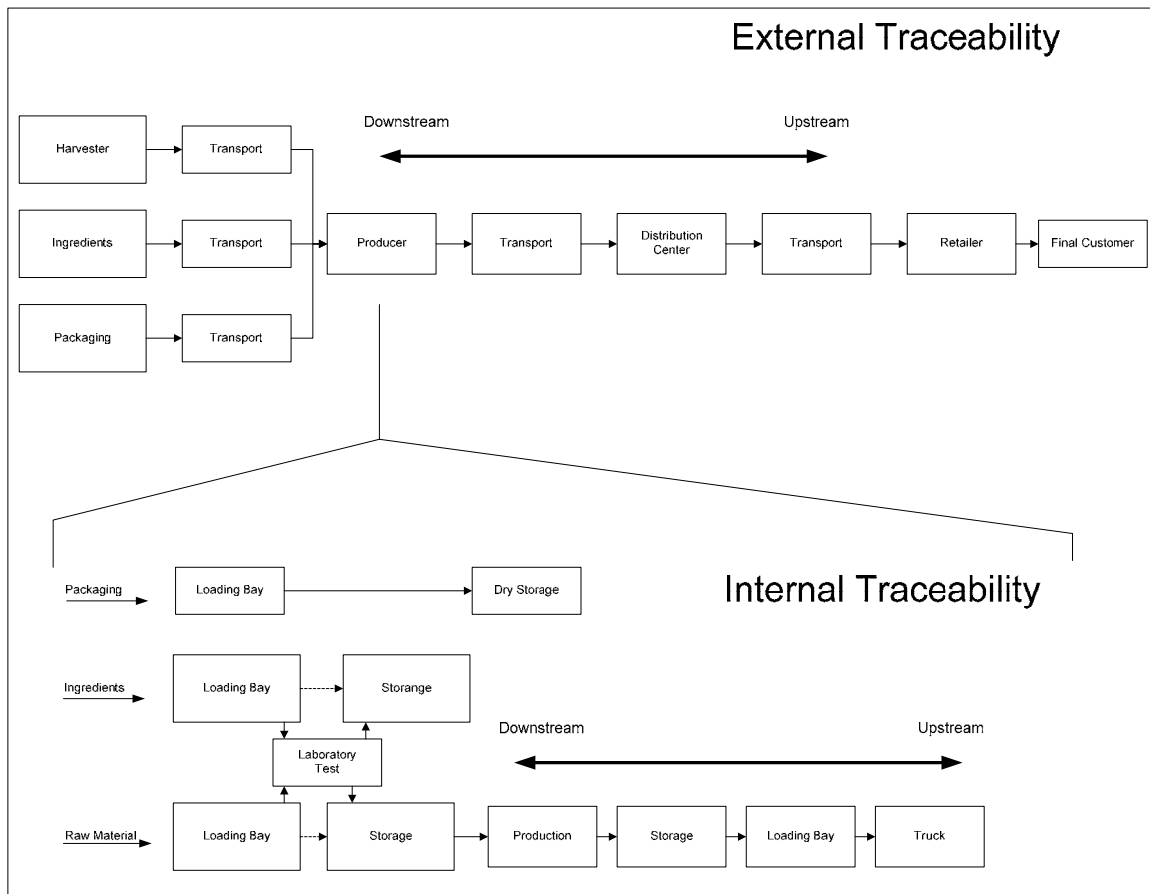 External Traceability
Downstream
Upstream
Harvester
Transport
Ingredients
Transport
Producer
Transport
Distribution
Center
Transport
Retailer
Final Customer
Packaging
Transport
Internal Traceability
Packaging
Loading Bay
Dry Storage
Ingredients
Loading Bay
Storange
Downstream
Upstream
Laboratory
Test
Raw Material
Loading Bay
Storage
Production
Storage
Loading Bay
Truck